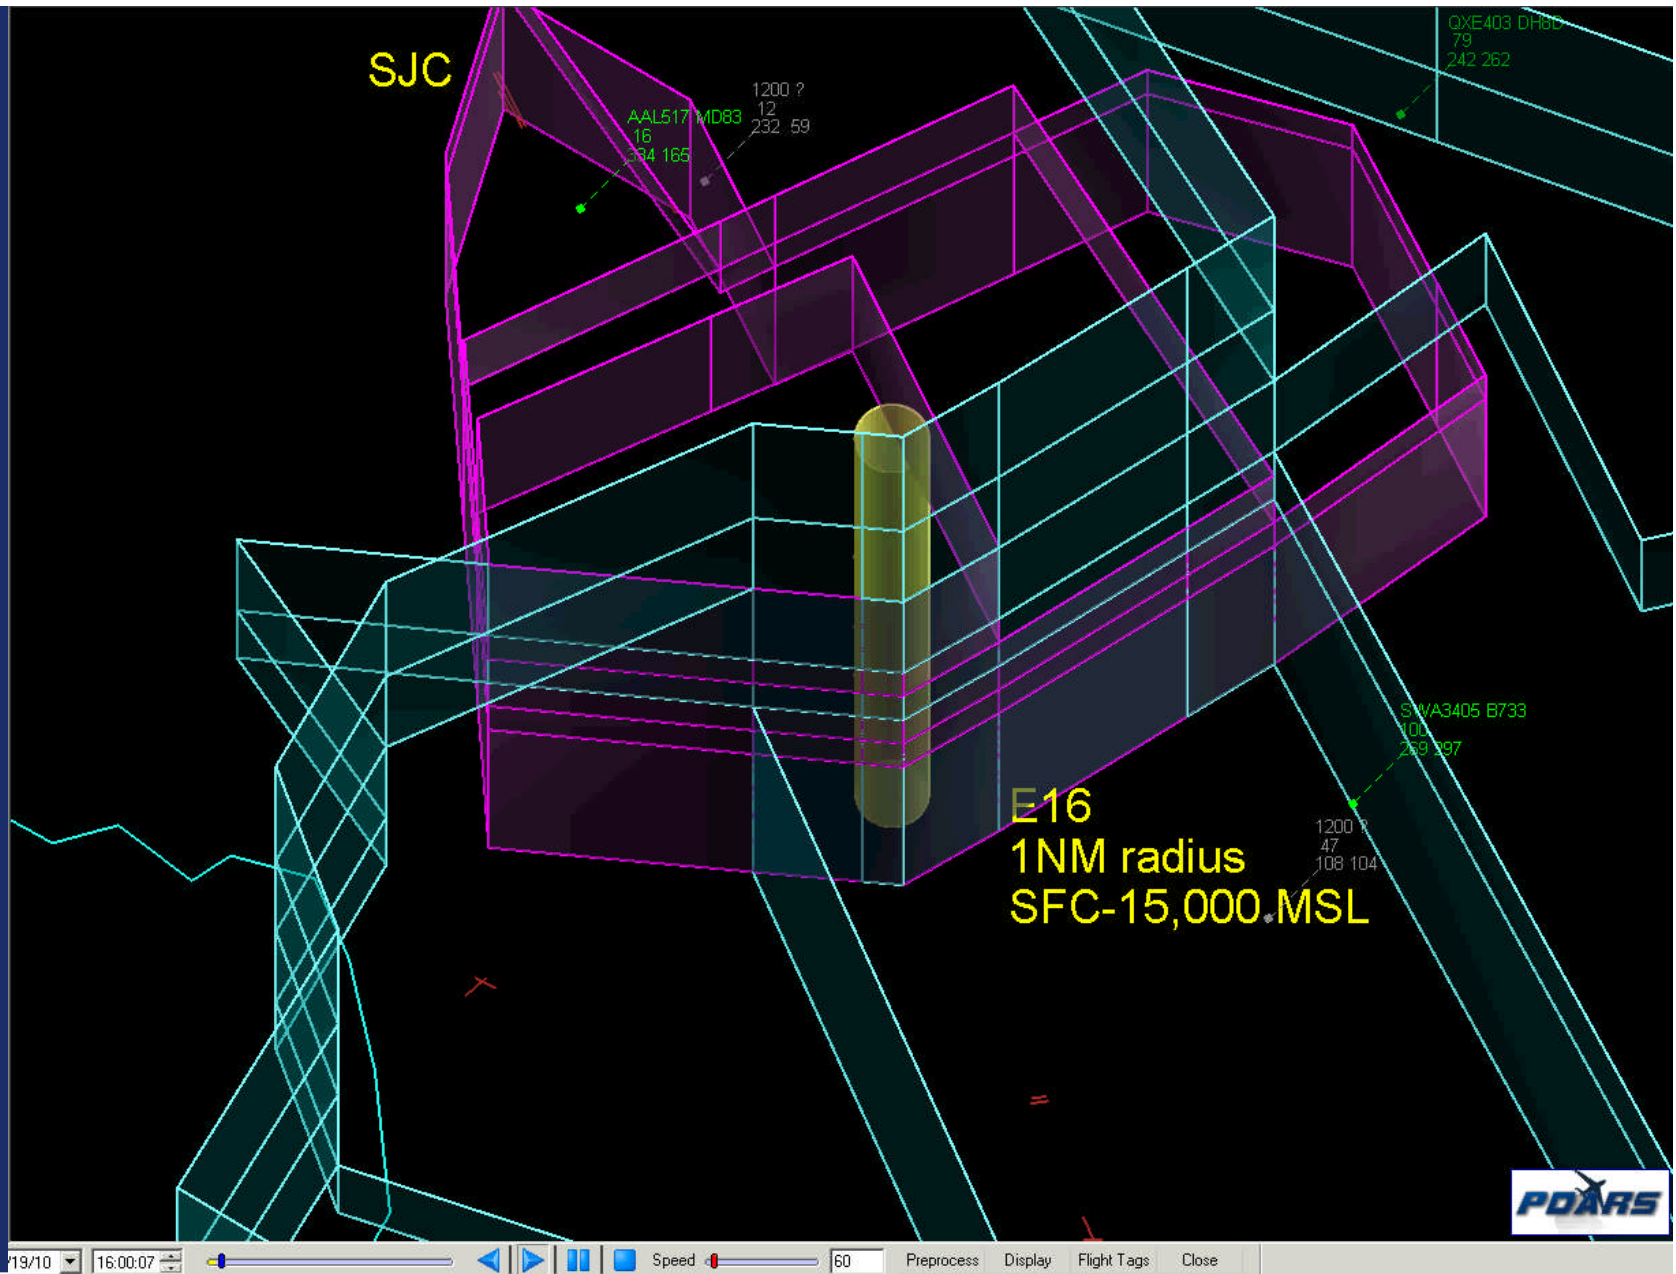 QXE403 DH8D
79
242 262
SJC
1200 ?
12
232 59
AAL517 MD83
16
334 165
SWA3405 B733
100
269 297
E16
1NM radius
SFC-15,000 MSL
1200 ?
47
108 104
PDARS
/19/10 16:00:07 Speed 60 Preprocess Display Flight Tags Close